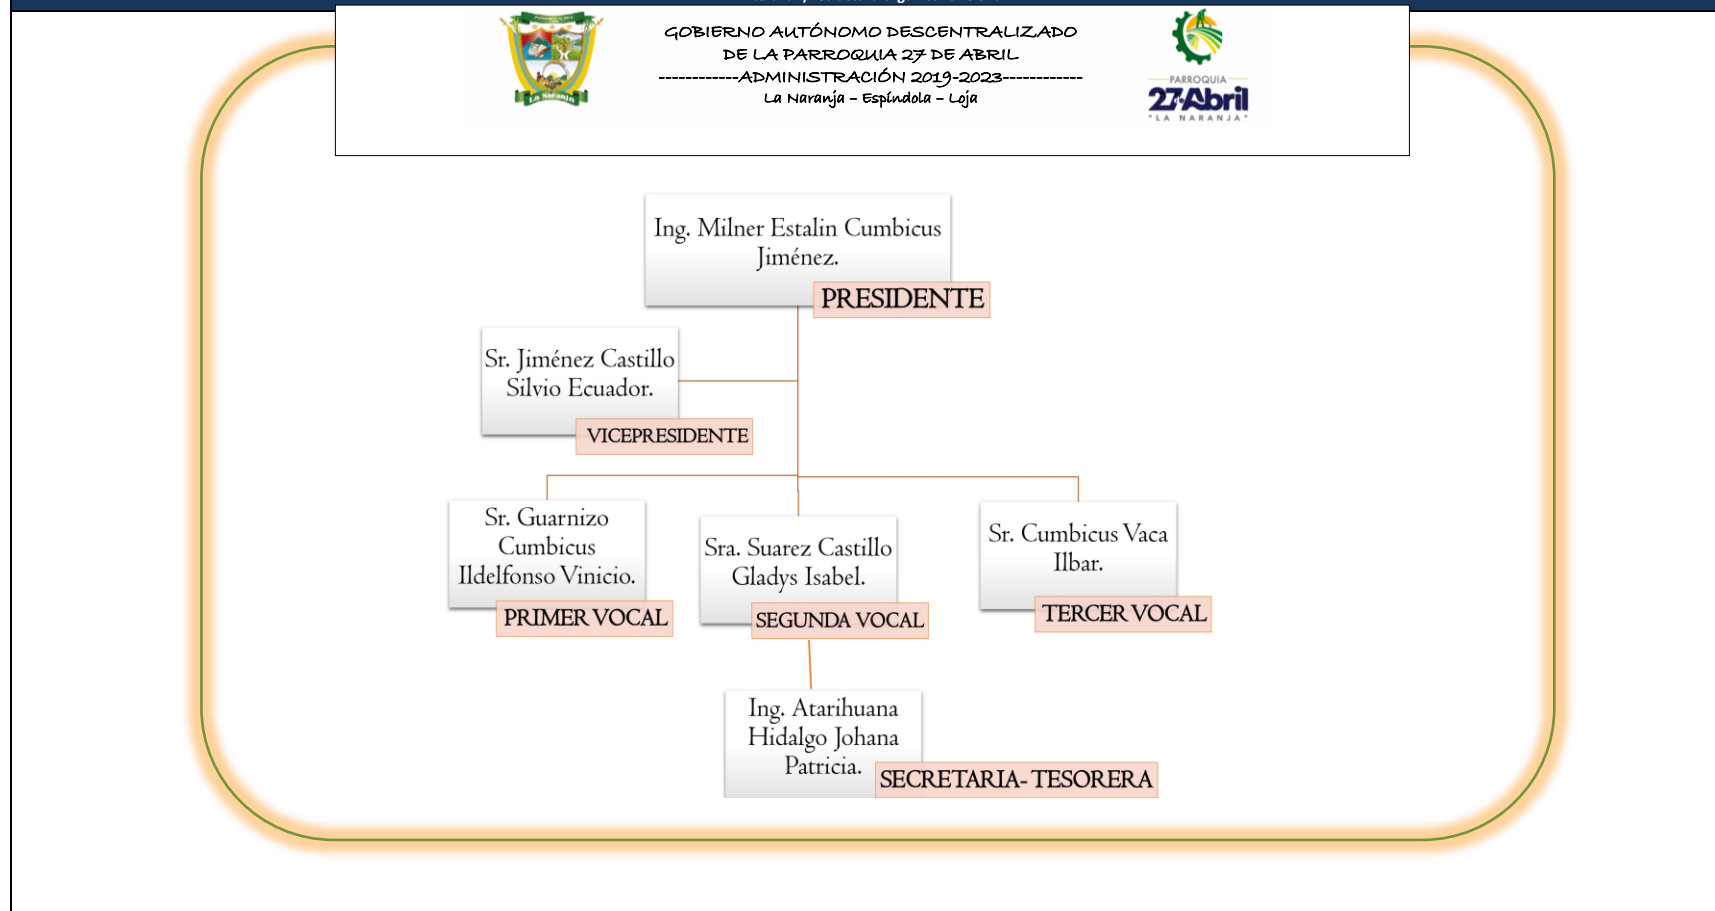 GOBIERNO AUTÓNOMO DESCENTRALIZADO
DE LA PARROQUIA 27 DE ABRIL
------------ADMINISTRACIÓN 2019-2023------------
La Naranja – Espíndola – Loja
La Naranja
PARROQUIA
27 de Abril
"LA NARANJA"
Ing. Milner Estalin Cumbicus
Jiménez.
PRESIDENTE
Sr. Jiménez Castillo
Silvio Ecuador.
VICEPRESIDENTE
Sr. Guarnizo
Cumbicus
Ildelfonso Vinicio.
PRIMER VOCAL
Sra. Suarez Castillo
Gladys Isabel.
SEGUNDA VOCAL
Sr. Cumbicus Vaca
Ilbar.
TERCER VOCAL
Ing. Atarihuana
Hidalgo Johana
Patricia.
SECRETARIA- TESORERA